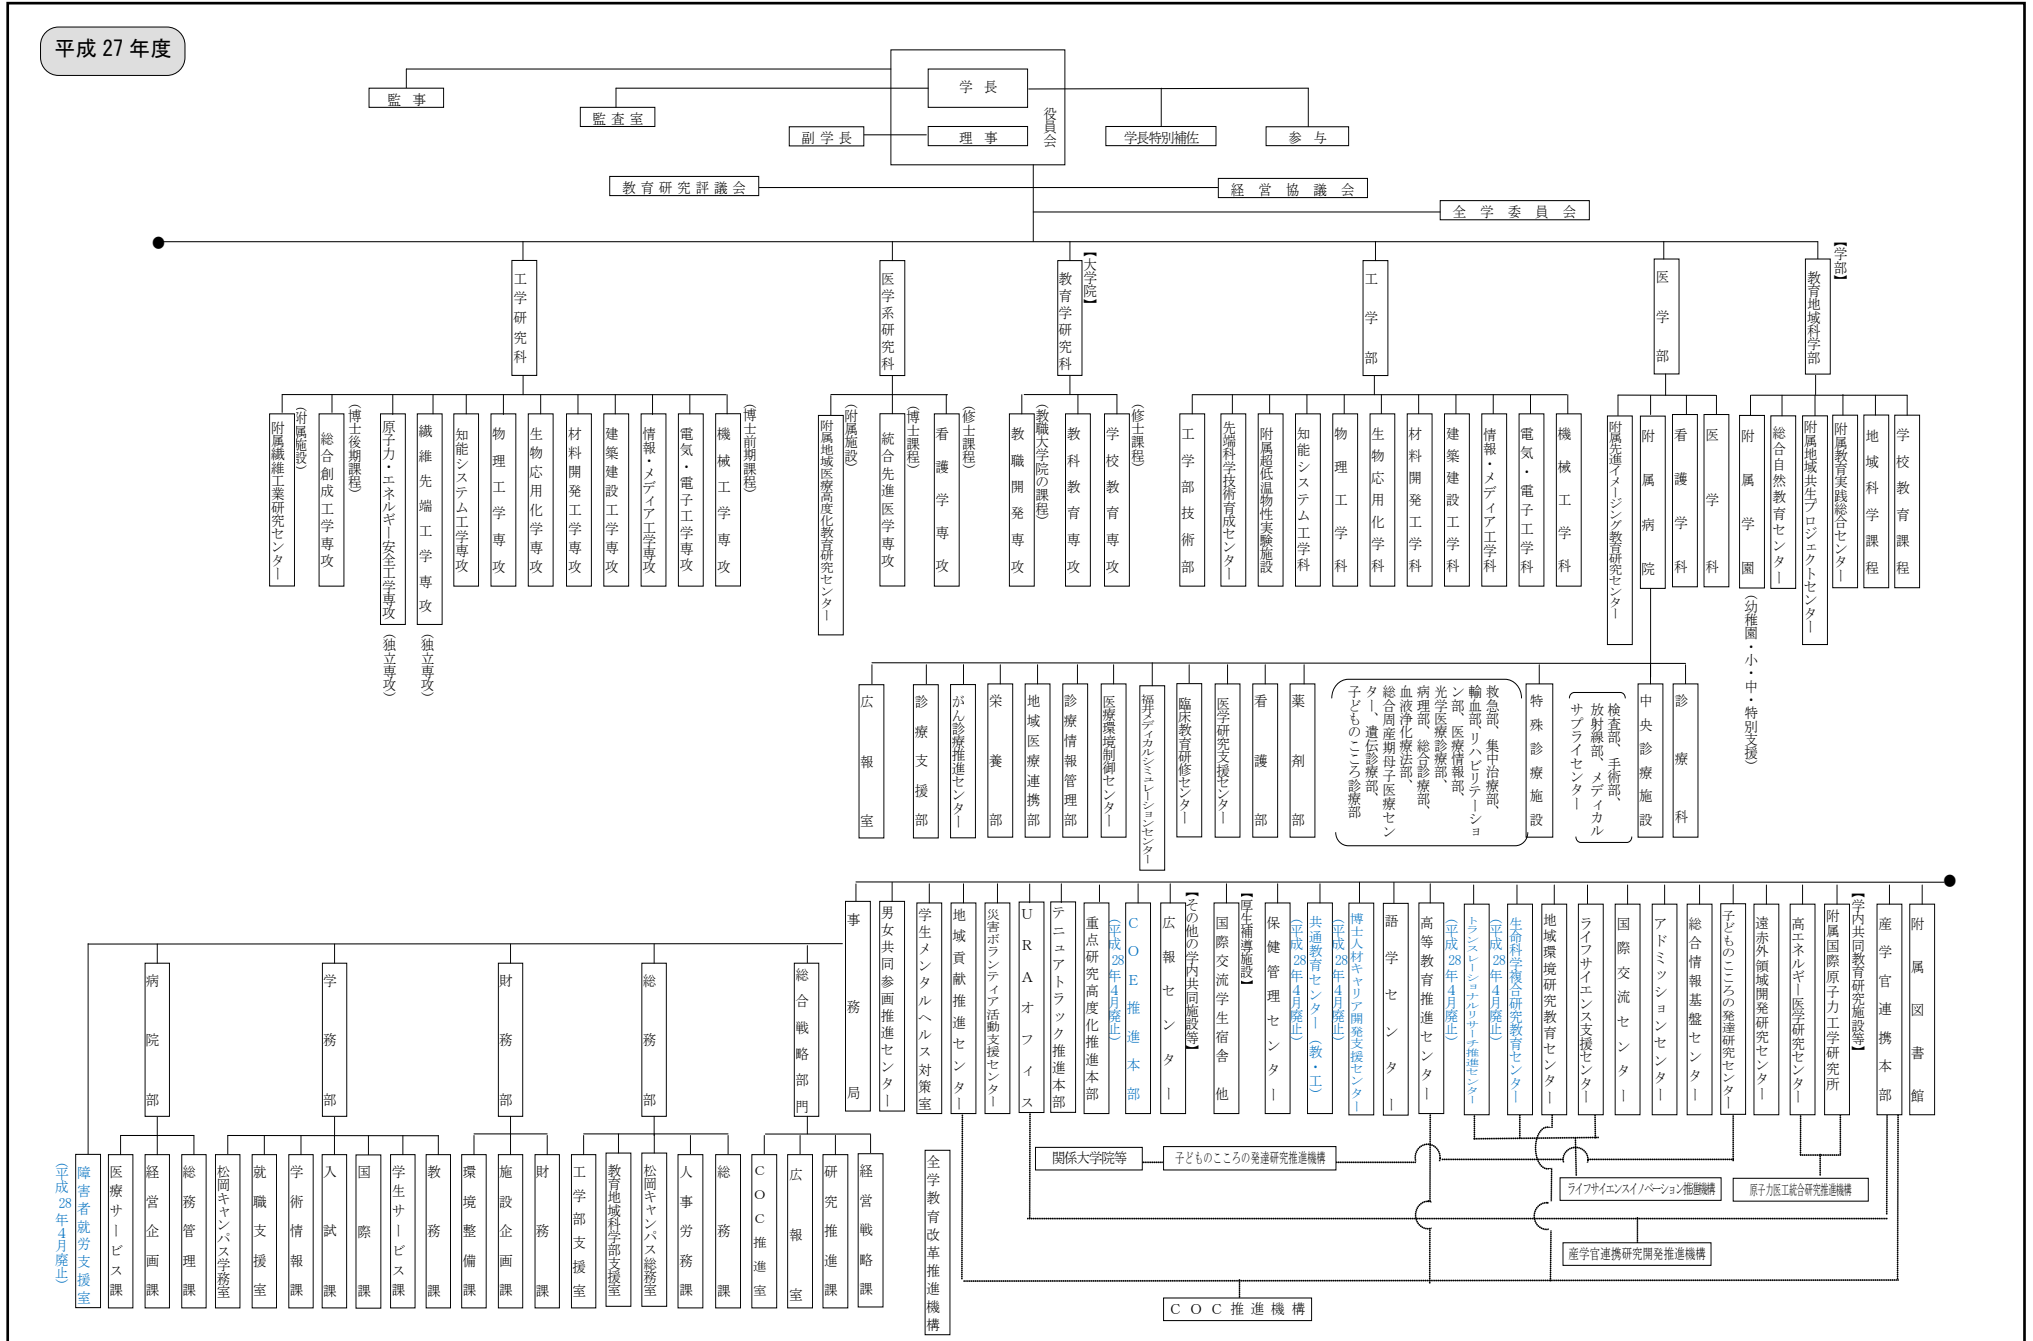 平成 27 年度
学長
役員会
監事
監査室
副学長
理事
学長特別補佐
参与
教育研究評議会
経営協議会
全学委員会
【学部】
教育地域科学部
医学部
工学部
【大学院】
教育学研究科
医学系研究科
工学研究科
学校教育課程
地域科学課程
附属教育実践総合センター
附属地域共生プロジェクトセンター
総合自然教育センター
附属学園
(幼稚園・小・中・特別支援)
医学科
看護学科
附属病院
附属先進イメージング教育研究センター
機械工学科
電気・電子工学科
情報・メディア工学科
建築建設工学科
材料開発工学科
生物応用化学科
物理工学科
知能システム工学科
附属超低温物性実験施設
先端科学技術育成センター
工学部技術部
(修士課程)
学校教育専攻
教科教育専攻
(教職大学院の課程)
教職開発専攻
(修士課程)
看護学専攻
(博士課程)
統合先進医学専攻
(附属施設)
附属地域医療高度化教育研究センター
(博士前期課程)
機械工学専攻
電気・電子工学専攻
情報・メディア工学専攻
建築建設工学専攻
材料開発工学専攻
生物応用化学専攻
物理工学専攻
知能システム工学専攻
繊維先端工学専攻
(独立専攻)
原子力・エネルギー安全工学専攻
(独立専攻)
(博士後期課程)
総合創成工学専攻
(附属施設)
附属繊維工業研究センター
診療科
中央診療施設
検査部、手術部、
放射線部、メディカル
サプライセンター
特殊診療施設
救急部、集中治療部、
輸血部、リハビリテーショ
ン部、医療情報部、
光学医療診療部、
病理部、総合診療部、
血液浄化療法部、
総合周産期母子医療セン
ター、遺伝診療部、
子どものこころ診療部
薬剤部
看護部
医学研究支援センター
臨床教育研修センター
福井メディカルシミュレーションセンター
医療環境制御センター
診療情報管理部
地域医療連携部
栄養部
がん診療推進センター
診療支援部
広報室
附属図書館
産学官連携本部
【学内共同教育研究施設等】
附属国際原子力工学研究所
高エネルギー医学研究センター
遠赤外領域開発研究センター
子どものこころの発達研究センター
総合情報基盤センター
アドミッションセンター
国際交流センター
ライフサイエンス支援センター
地域環境研究教育センター
生命科学複合研究教育センター
(平成28年4月廃止)
トランスレーショナルリサーチ推進センター
(平成28年4月廃止)
高等教育推進センター
語学センター
博士人材キャリア開発支援センター
(平成28年4月廃止)
共通教育センター(教・工)
(平成28年4月廃止)
保健管理センター
【厚生補導施設】
国際交流学生宿舎 他
【その他の学内共同施設等】
広報センター
COE推進本部
(平成28年4月廃止)
重点研究高度化推進本部
テニュアトラック推進本部
URAオフィス
災害ボランティア活動支援センター
地域貢献推進センター
学生メンタルヘルス対策室
男女共同参画推進センター
事務局
総合戦略部門
総務部
財務部
学務部
病院部
経営戦略課
研究推進課
広報室
COC推進室
総務課
人事労務課
松岡キャンパス総務室
教育地域科学部支援室
工学部支援室
財務課
施設企画課
環境整備課
教務課
学生サービス課
国際課
入試課
学術情報課
就職支援室
松岡キャンパス学務室
総務管理課
経営企画課
医療サービス課
障害者就労支援室
(平成28年4月廃止)
全学教育改革推進機構
関係大学院等
子どものこころの発達研究推進機構
ライフサイエンスイノベーション推進機構
原子力医工統合研究推進機構
産学官連携研究開発推進機構
COC推進機構